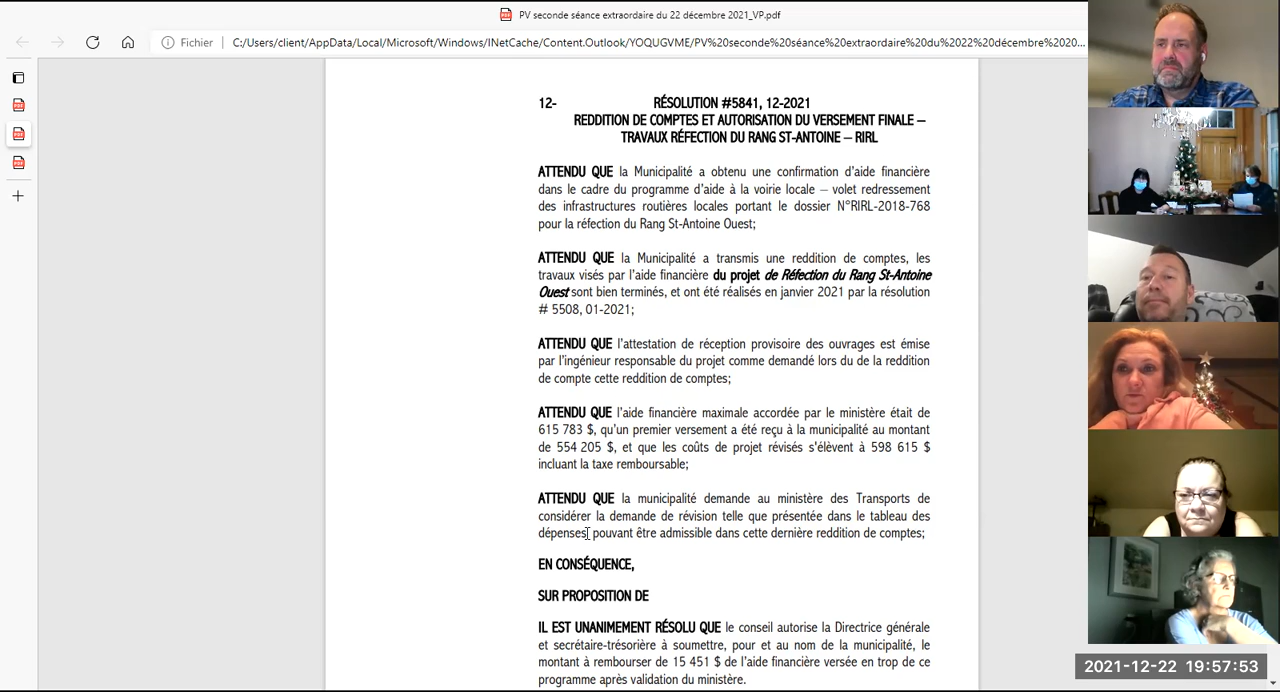 PV seconde séance extraordaire du 22 décembre 2021_VP.pdf
Fichier
C:/Users/client/AppData/Local/Microsoft/Windows/INetCache/Content.Outlook/YOQUGVME/PV%20seconde%20séance%20extraordaire%20du%2022%20décembre%2020...
12- RÉSOLUTION #5841, 12-2021
REDDITION DE COMPTES ET AUTORISATION DU VERSEMENT FINALE –
TRAVAUX RÉFECTION DU RANG ST-ANTOINE – RIRL
ATTENDU QUE la Municipalité a obtenu une confirmation d'aide financière
dans le cadre du programme d'aide à la voirie locale – volet redressement
des infrastructures routières locales portant le dossier N°RIRL-2018-768
pour la réfection du Rang St-Antoine Ouest;
ATTENDU QUE la Municipalité a transmis une reddition de comptes, les
travaux visés par l'aide financière du projet de Réfection du Rang St-Antoine
Ouest sont bien terminés, et ont été réalisés en janvier 2021 par la résolution
# 5508, 01-2021;
ATTENDU QUE l'attestation de réception provisoire des ouvrages est émise
par l'ingénieur responsable du projet comme demandé lors du de la reddition
de compte cette reddition de comptes;
ATTENDU QUE l'aide financière maximale accordée par le ministère était de
615 783 $, qu'un premier versement a été reçu à la municipalité au montant
de 554 205 $, et que les coûts de projet révisés s'élèvent à 598 615 $
incluant la taxe remboursable;
ATTENDU QUE la municipalité demande au ministère des Transports de
considérer la demande de révision telle que présentée dans le tableau des
dépenses pouvant être admissible dans cette dernière reddition de comptes;
EN CONSÉQUENCE,
SUR PROPOSITION DE
IL EST UNANIMEMENT RÉSOLU QUE le conseil autorise la Directrice générale
et secrétaire-trésorière à soumettre, pour et au nom de la municipalité, le
montant à rembourser de 15 451 $ de l'aide financière versée en trop de ce
programme après validation du ministère.
2021-12-22 19:57:53